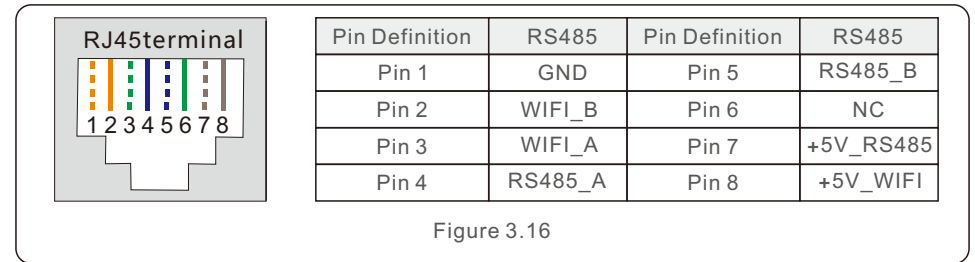 RJ45terminal
12345678
Pin Definition RS485 Pin Definition RS485
Pin 1 GND Pin 5 RS485_B
Pin 2 WIFI_B Pin 6 NC
Pin 3 WIFI_A Pin 7 +5V_RS485
Pin 4 RS485_A Pin 8 +5V_WIFI
Figure 3.16